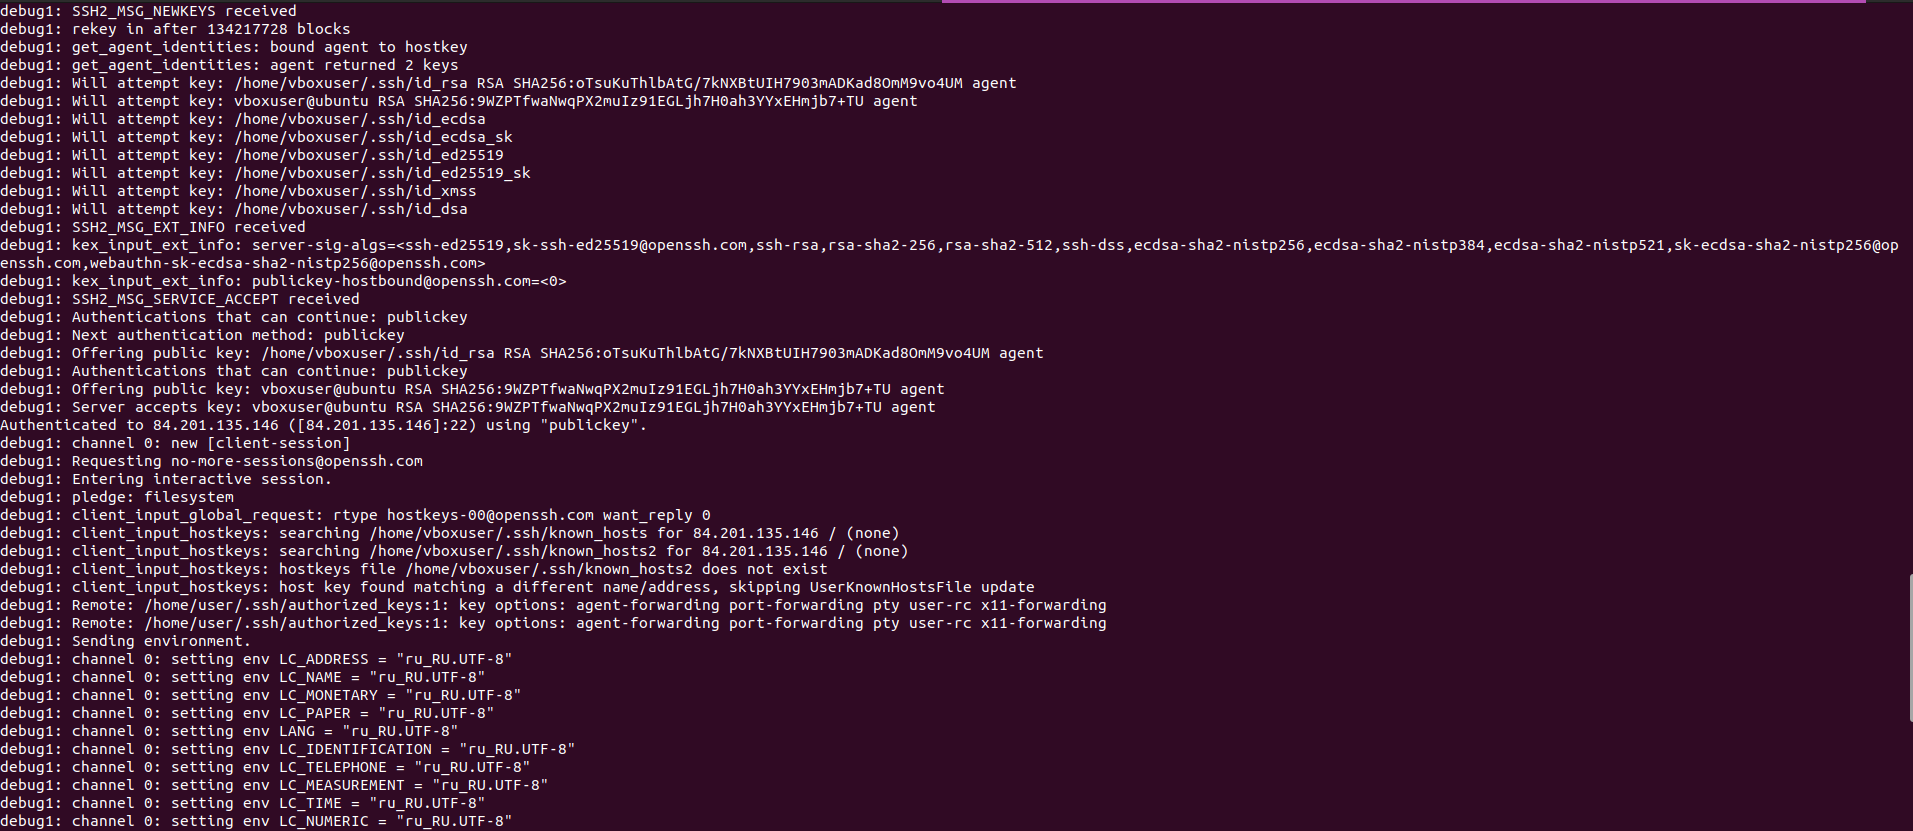 debug1: SSH2_MSG_NEWKEYS received
debug1: rekey in after 134217728 blocks
debug1: get_agent_identities: bound agent to hostkey
debug1: get_agent_identities: agent returned 2 keys
debug1: Will attempt key: /home/vboxuser/.ssh/id_rsa RSA SHA256:oTsuKuThlbAtG/7kNXBtUIH7903mADKad8OmM9vo4UM agent
debug1: Will attempt key: vboxuser@ubuntu RSA SHA256:9WZPTfwaNwqPX2muIz91EGLjh7H0ah3YYxEHmjb7+TU agent
debug1: Will attempt key: /home/vboxuser/.ssh/id_ecdsa
debug1: Will attempt key: /home/vboxuser/.ssh/id_ecdsa_sk
debug1: Will attempt key: /home/vboxuser/.ssh/id_ed25519
debug1: Will attempt key: /home/vboxuser/.ssh/id_ed25519_sk
debug1: Will attempt key: /home/vboxuser/.ssh/id_xmss
debug1: Will attempt key: /home/vboxuser/.ssh/id_dsa
debug1: SSH2_MSG_EXT_INFO received
debug1: kex_input_ext_info: server-sig-algs=<ssh-ed25519,sk-ssh-ed25519@openssh.com,ssh-rsa,rsa-sha2-256,rsa-sha2-512,ssh-dss,ecdsa-sha2-nistp256,ecdsa-sha2-nistp384,ecdsa-sha2-nistp521,sk-ecdsa-sha2-nistp256@op
enssh.com,webauthn-sk-ecdsa-sha2-nistp256@openssh.com>
debug1: kex_input_ext_info: publickey-hostbound@openssh.com=<0>
debug1: SSH2_MSG_SERVICE_ACCEPT received
debug1: Authentications that can continue: publickey
debug1: Next authentication method: publickey
debug1: Offering public key: /home/vboxuser/.ssh/id_rsa RSA SHA256:oTsuKuThlbAtG/7kNXBtUIH7903mADKad8OmM9vo4UM agent
debug1: Authentications that can continue: publickey
debug1: Offering public key: vboxuser@ubuntu RSA SHA256:9WZPTfwaNwqPX2muIz91EGLjh7H0ah3YYxEHmjb7+TU agent
debug1: Server accepts key: vboxuser@ubuntu RSA SHA256:9WZPTfwaNwqPX2muIz91EGLjh7H0ah3YYxEHmjb7+TU agent
Authenticated to 84.201.135.146 ([84.201.135.146]:22) using "publickey".
debug1: channel 0: new [client-session]
debug1: Requesting no-more-sessions@openssh.com
debug1: Entering interactive session.
debug1: pledge: filesystem
debug1: client_input_global_request: rtype hostkeys-00@openssh.com want_reply 0
debug1: client_input_hostkeys: searching /home/vboxuser/.ssh/known_hosts for 84.201.135.146 / (none)
debug1: client_input_hostkeys: searching /home/vboxuser/.ssh/known_hosts2 for 84.201.135.146 / (none)
debug1: client_input_hostkeys: hostkeys file /home/vboxuser/.ssh/known_hosts2 does not exist
debug1: client_input_hostkeys: host key found matching a different name/address, skipping UserKnownHostsFile update
debug1: Remote: /home/user/.ssh/authorized_keys:1: key options: agent-forwarding port-forwarding pty user-rc x11-forwarding
debug1: Remote: /home/user/.ssh/authorized_keys:1: key options: agent-forwarding port-forwarding pty user-rc x11-forwarding
debug1: Sending environment.
debug1: channel 0: setting env LC_ADDRESS = "ru_RU.UTF-8"
debug1: channel 0: setting env LC_NAME = "ru_RU.UTF-8"
debug1: channel 0: setting env LC_MONETARY = "ru_RU.UTF-8"
debug1: channel 0: setting env LC_PAPER = "ru_RU.UTF-8"
debug1: channel 0: setting env LANG = "ru_RU.UTF-8"
debug1: channel 0: setting env LC_IDENTIFICATION = "ru_RU.UTF-8"
debug1: channel 0: setting env LC_TELEPHONE = "ru_RU.UTF-8"
debug1: channel 0: setting env LC_MEASUREMENT = "ru_RU.UTF-8"
debug1: channel 0: setting env LC_TIME = "ru_RU.UTF-8"
debug1: channel 0: setting env LC_NUMERIC = "ru_RU.UTF-8"